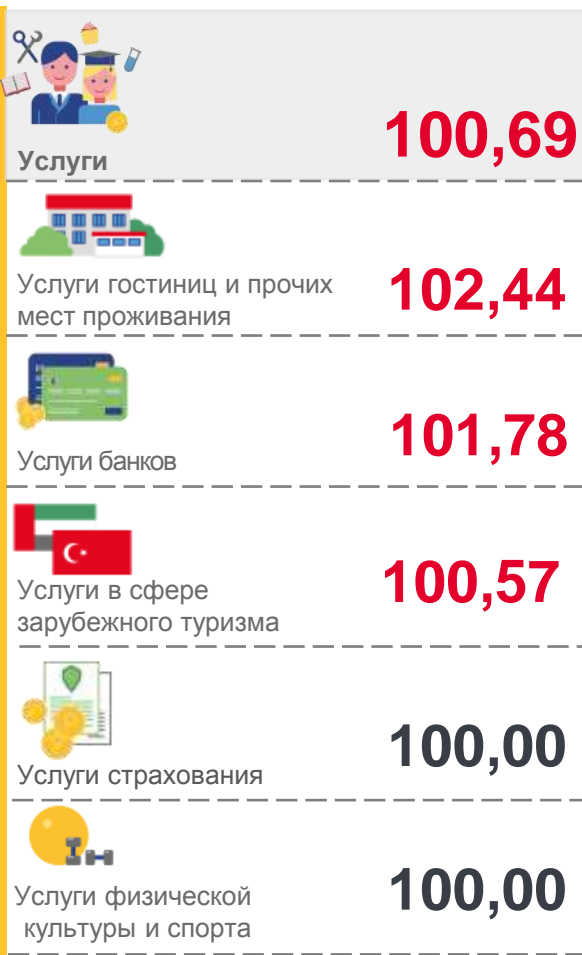 Услуги
100,69
Услуги гостиниц и прочих
мест проживания
102,44
Услуги банков
101,78
Услуги в сфере
зарубежного туризма
100,57
Услуги страхования
100,00
Услуги физической
культуры и спорта
100,00